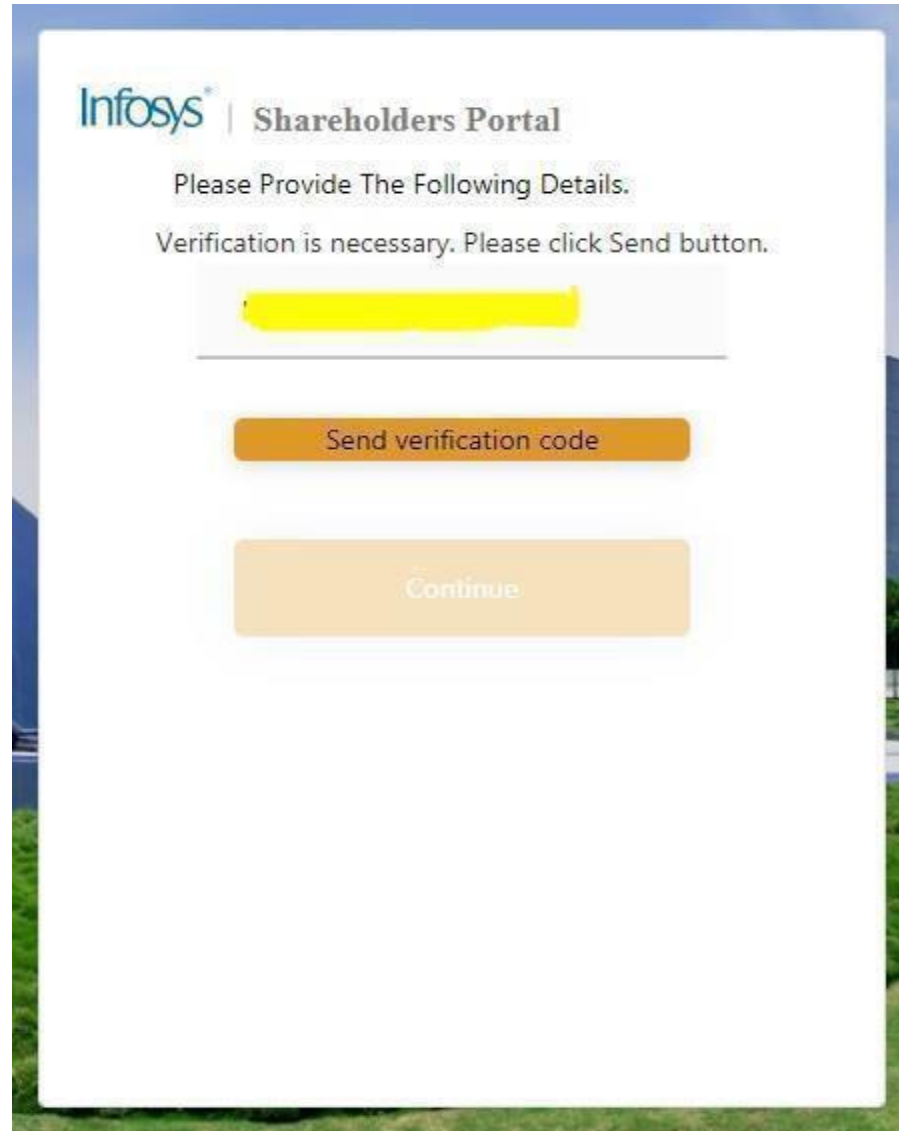 Infosys® | Shareholders Portal
Please Provide The Following Details.
Verification is necessary. Please click Send button.
Send verification code
Continue